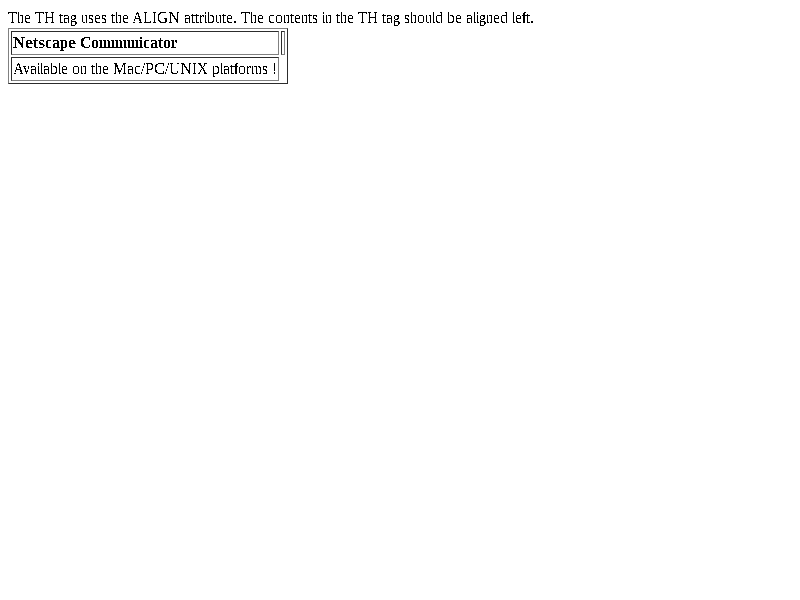 The TH tag uses the ALIGN attribute. The contents in the TH tag should be aligned left.
Netscape Communicator
Available on the Mac/PC/UNIX platforms !